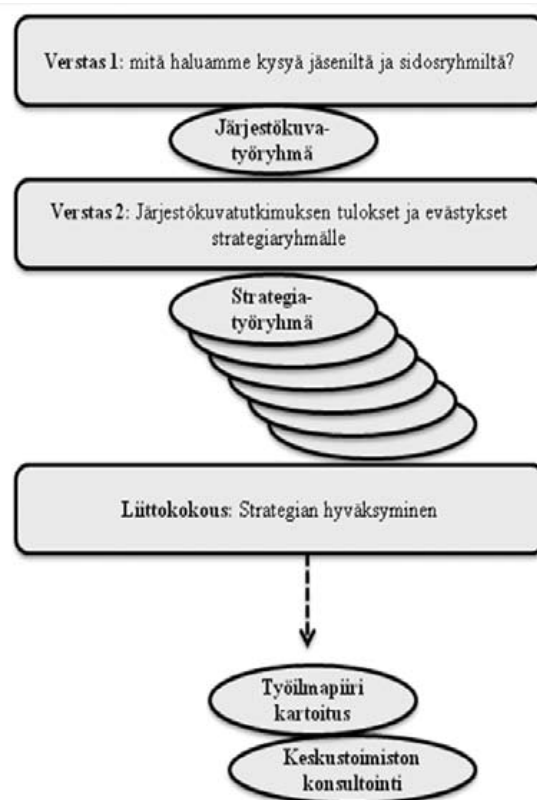 Verstas 1: mitä haluamme kysyä jäseniltä ja sidosryhmiltä?
Järjestökuva-
työryhmä
Verstas 2: Järjestökuvatutkimuksen tulokset ja evästykset
strategiaryhmälle
Strategia-
työryhmä
Liittokokous: Strategian hyväksyminen
Työilmapiiri
kartoitus
Keskustoimiston
konsultointi